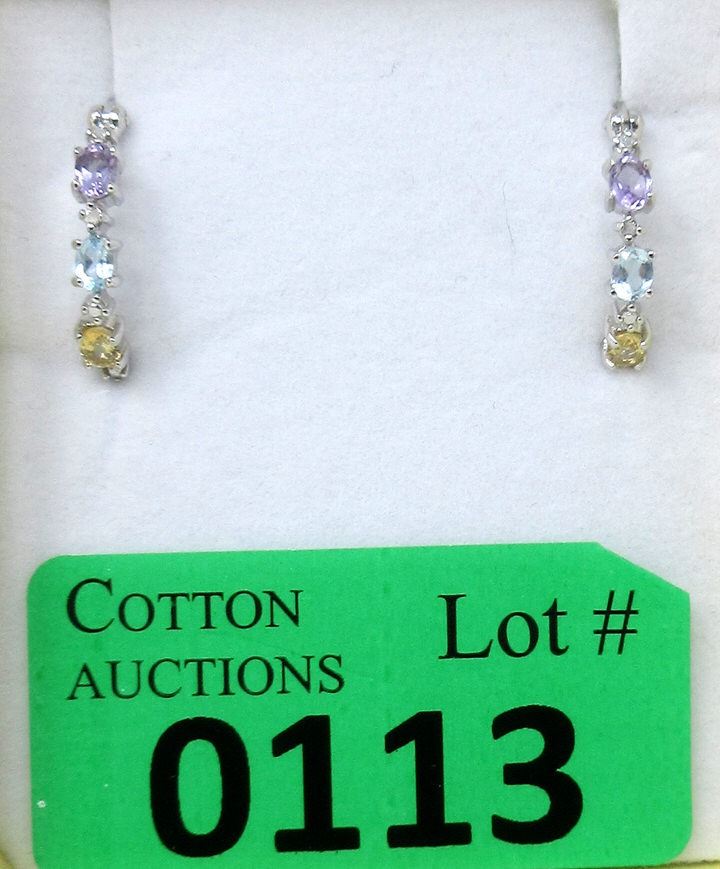 COTTON
AUCTIONS
Lot #
0113